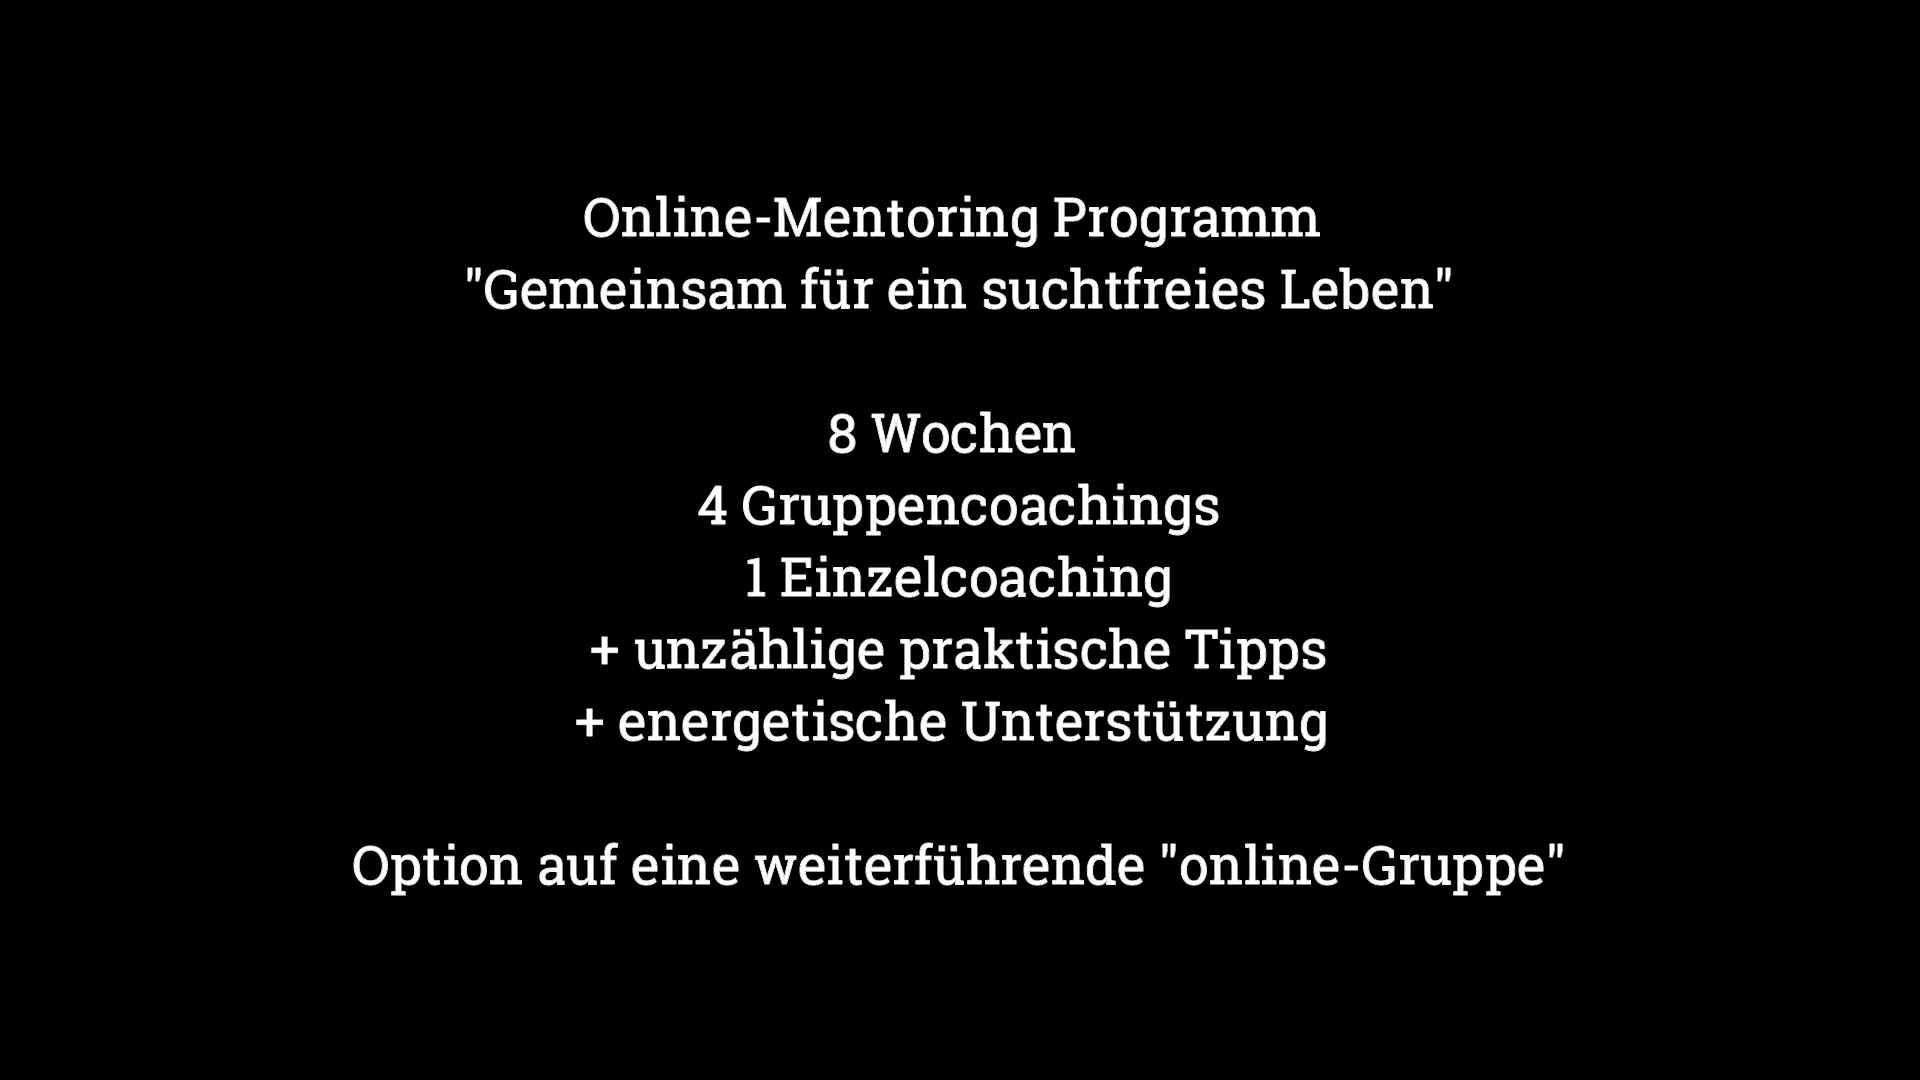 Online-Mentoring Programm
"Gemeinsam für ein suchtfreies Leben"
8 Wochen
4 Gruppencoachings
1 Einzelcoaching
+ unzählige praktische Tipps
+ energetische Unterstützung
Option auf eine weiterführende "online-Gruppe"